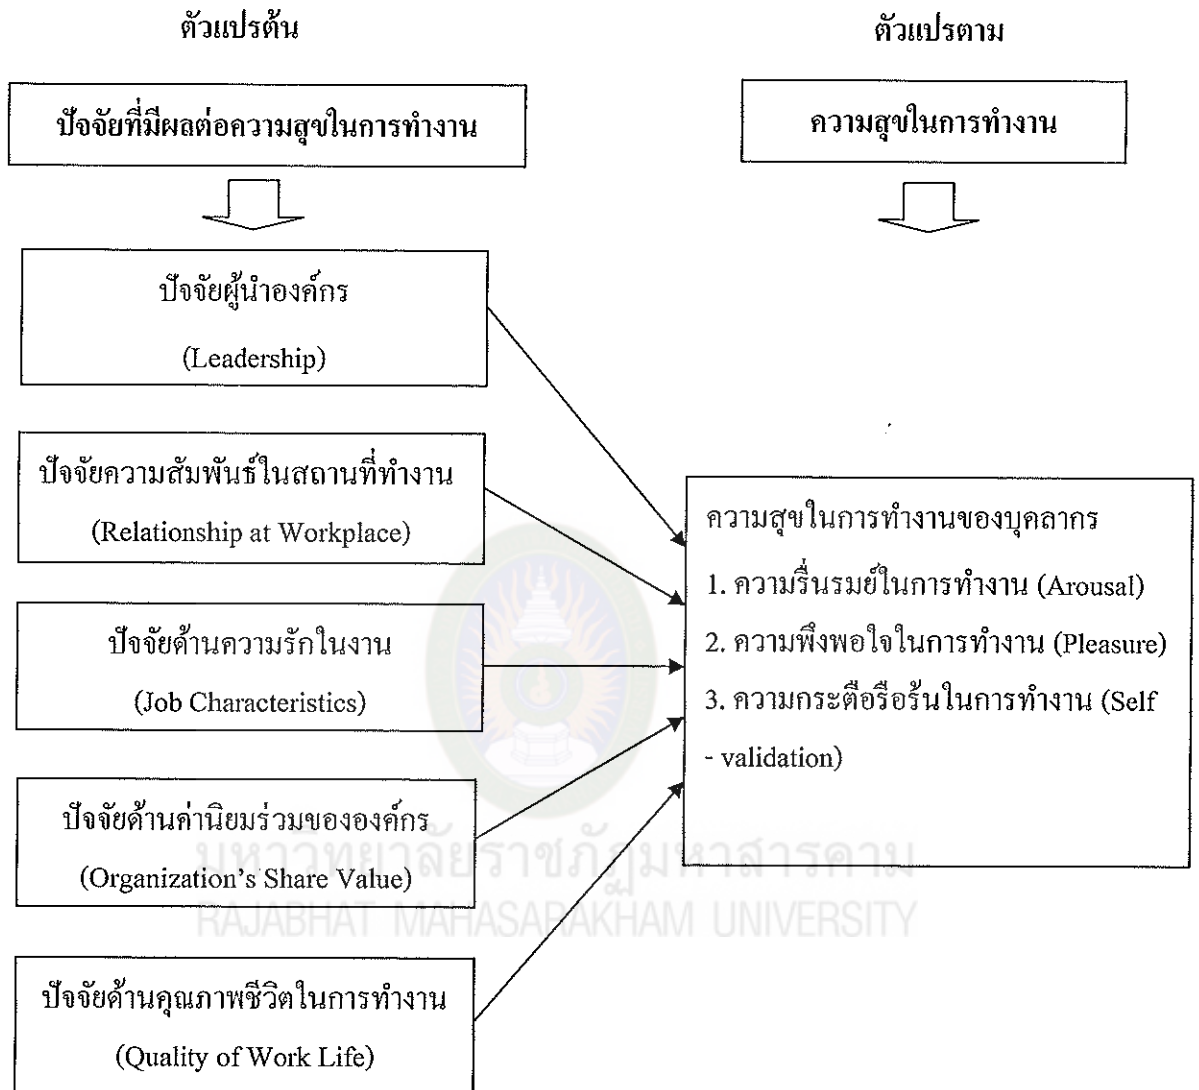 ตัวแปรต้น
ตัวแปรตาม
ปัจจัยที่มีผลต่อความสุขในการทำงาน
ความสุขในการทำงาน
ปัจจัยผู้นำองค์กร
(Leadership)
ปัจจัยความสัมพันธ์ในสถานที่ทำงาน
(Relationship at Workplace)
ปัจจัยด้านความรักในงาน
(Job Characteristics)
ปัจจัยด้านค่านิยมร่วมขององค์กร
(Organization's Share Value)
ปัจจัยด้านคุณภาพชีวิตในการทำงาน
(Quality of Work Life)
ความสุขในการทำงานของบุคลากร
1. ความรื่นรมย์ในการทำงาน (Arousal)
2. ความพึงพอใจในการทำงาน (Pleasure)
3. ความกระตือรือร้นในการทำงาน (Self
- validation)
มหาวิทยาลัยราชภัฏมหาสารคาม
RAJABHAT MAHASARAKHAM UNIVERSITY